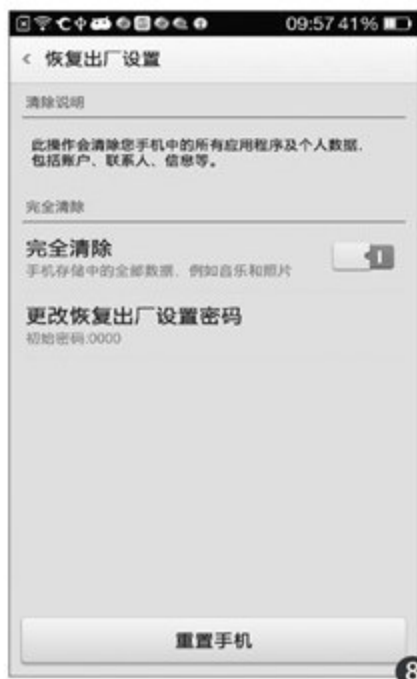 09:57 41%
< 恢复出厂设置
清除说明
此操作会清除您手机中的所有应用程序及个人数据，
包括账户、联系人、信息等。
完全清除
完全清除
手机存储中的全部数据，例如音乐和照片
更改恢复出厂设置密码
初始密码:0000
重置手机
8